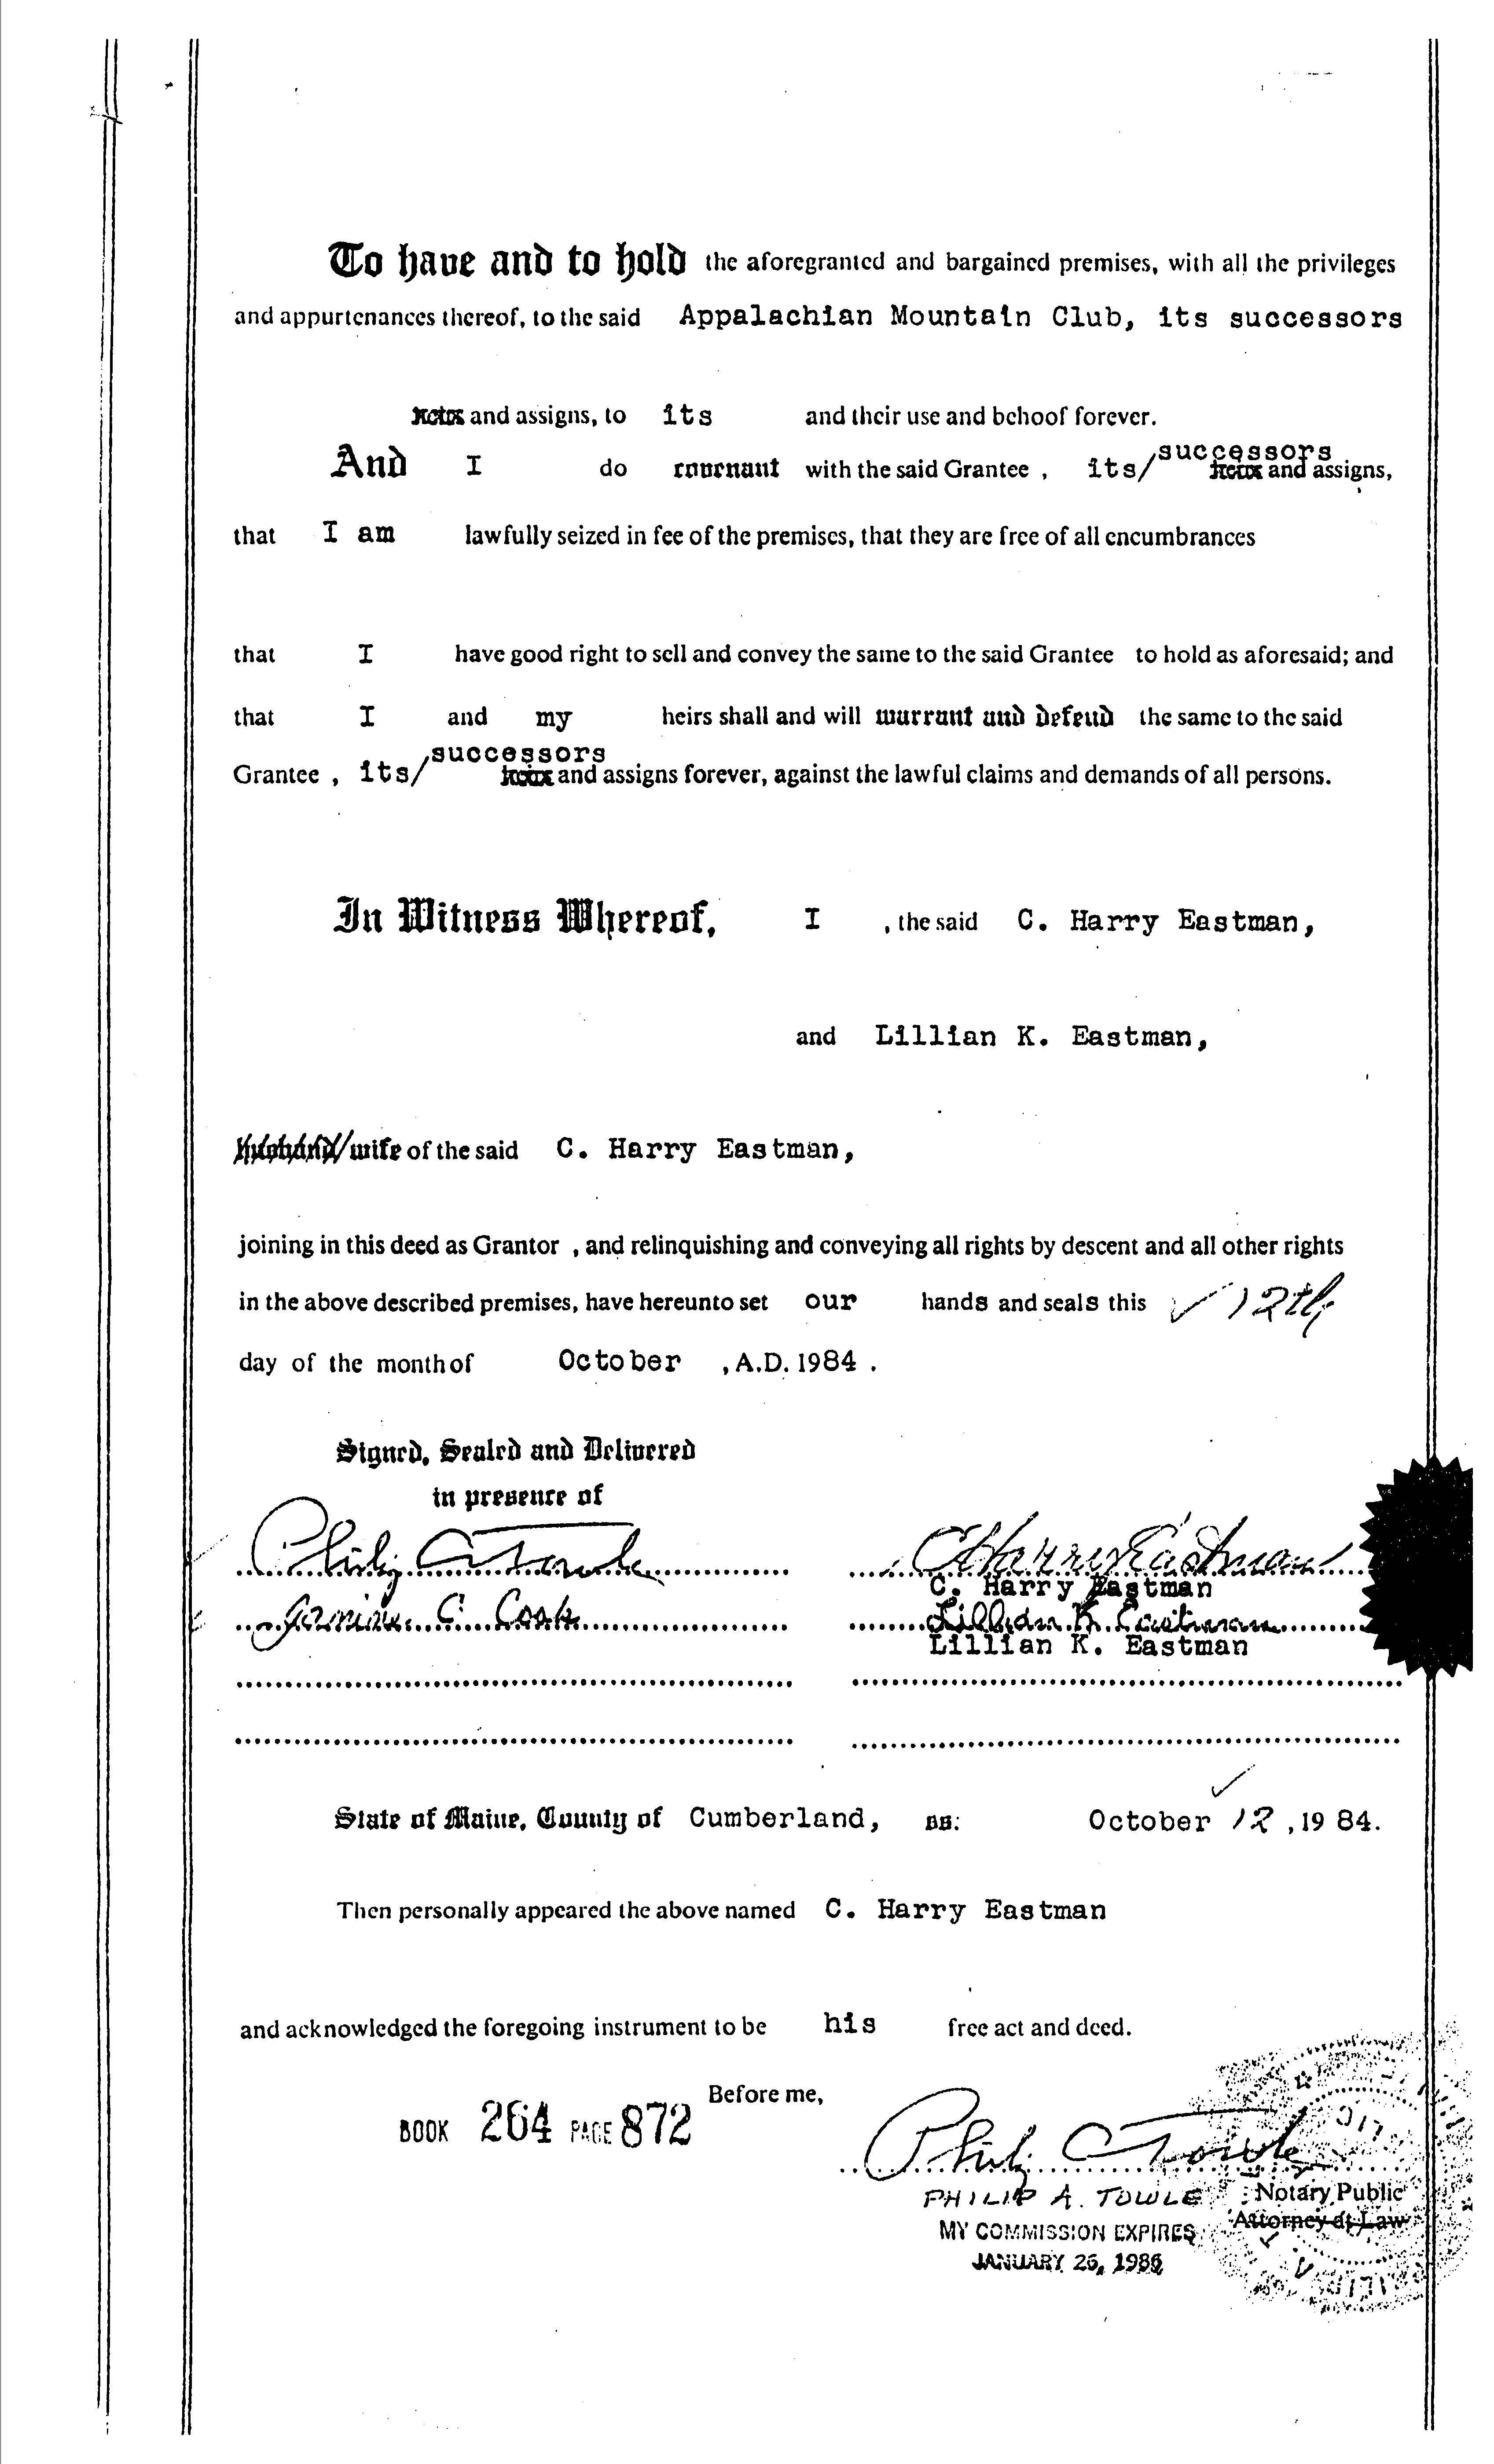 To have and to hold the aforegranted and bargained premises, with all the privileges
and appurtenances thereof, to the said Appalachian Mountain Club, its successors
heirs and assigns, to its and their use and behoof forever.
successors
And I do covenant with the said Grantee , its/ heirs and assigns,
that I am lawfully seized in fee of the premises, that they are free of all encumbrances
that I have good right to sell and convey the same to the said Grantee to hold as aforesaid; and
that I and my heirs shall and will warrant and defend the same to the said
successors
Grantee , its/ heirs and assigns forever, against the lawful claims and demands of all persons.
In Witness Whereof, I , the said C. Harry Eastman,
and Lillian K. Eastman,
husband/wife of the said C. Harry Eastman,
joining in this deed as Grantor , and relinquishing and conveying all rights by descent and all other rights
in the above described premises, have hereunto set our hands and seals this ✓ 12th
day of the month of October , A.D. 1984 .
Signed, Sealed and Delivered
in presence of
Philip A Towle C Harry Eastman
C. Harry Eastman
C. Cook Lillian K. Eastman
Lillian K. Eastman
State of Maine, County of Cumberland, ss: October 12 , 19 84.
Then personally appeared the above named C. Harry Eastman
and acknowledged the foregoing instrument to be his free act and deed.
Before me,
BOOK 264 PAGE 872
Philip A Towle
PHILIP A. TOWLE Notary Public
Attorney at Law
MY COMMISSION EXPIRES
JANUARY 26, 1986